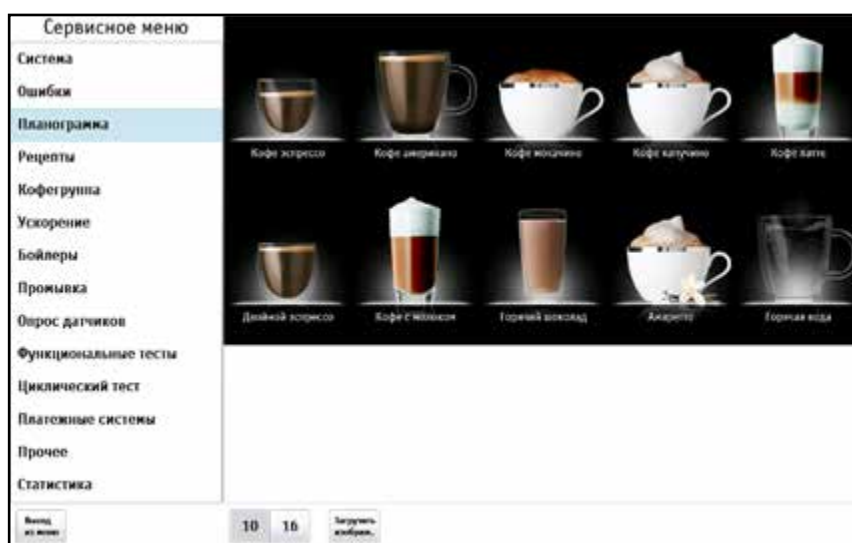 Сервисное меню
Система
Ошибки
Планограмма
Рецепты
Кофегруппа
Ускорение
Бойлеры
Промывка
Опрос датчиков
Функциональные тесты
Циклический тест
Платежные системы
Прочее
Статистика
Выход
из меню
Кофе эспрессо
Кофе американо
Кофе мокачино
Кофе капучино
Кофе латте
Двойной эспрессо
Кофе с молоком
Горячий шоколад
Амаретто
Горячая вода
10
16
Загрузить
изображ.